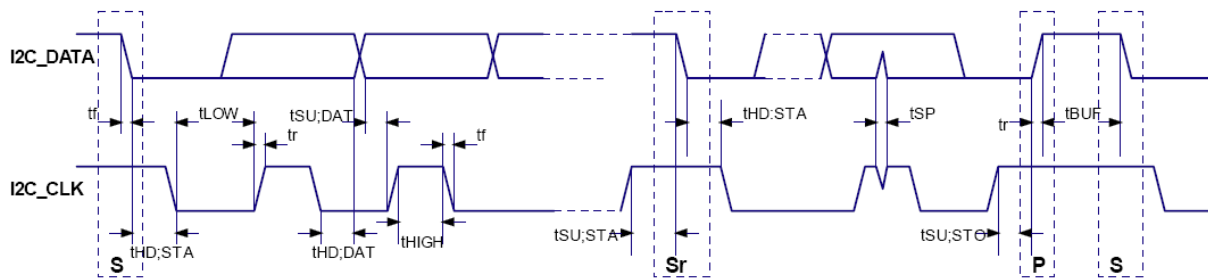 I2C_DATA
tf
tLOW
tSU;DAT
tr
tf
tHD:STA
tSP
tr
tBUF
I2C_CLK
tHD;STA
tHD;DAT
tHIGH
tSU;STA
tSU;STO
S
Sr
P
S